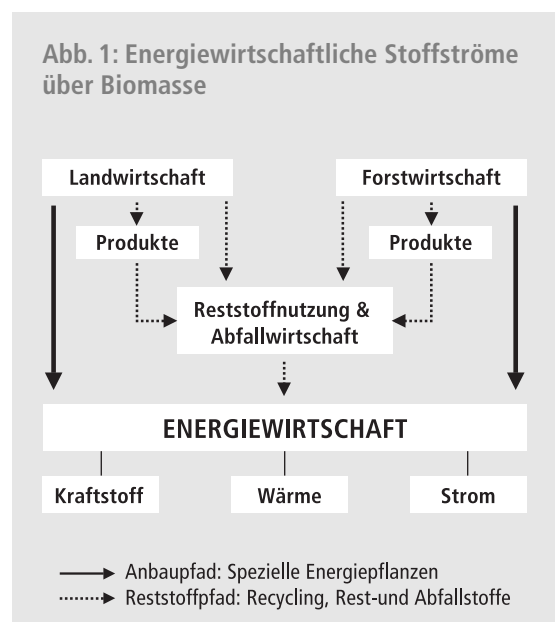 Abb. 1: Energiewirtschaftliche Stoffströme
über Biomasse
Landwirtschaft
Forstwirtschaft
Produkte
Produkte
Reststoffnutzung &
Abfallwirtschaft
ENERGIEWIRTSCHAFT
Kraftstoff
Wärme
Strom
Anbaupfad: Spezielle Energiepflanzen
Reststoffpfad: Recycling, Rest-und Abfallstoffe